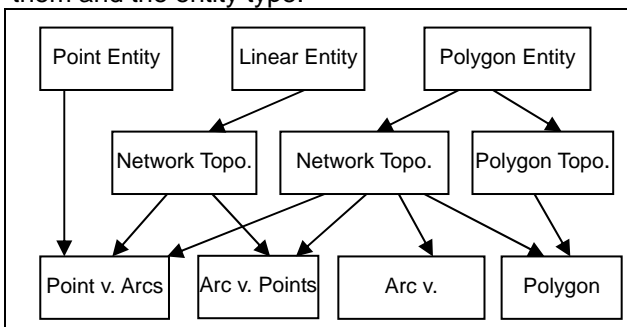 them and the entity type.
Point Entity
Linear Entity
Polygon Entity
Network Topo.
Network Topo.
Polygon Topo.
Point v. Arcs
Arc v. Points
Arc v.
Polygon